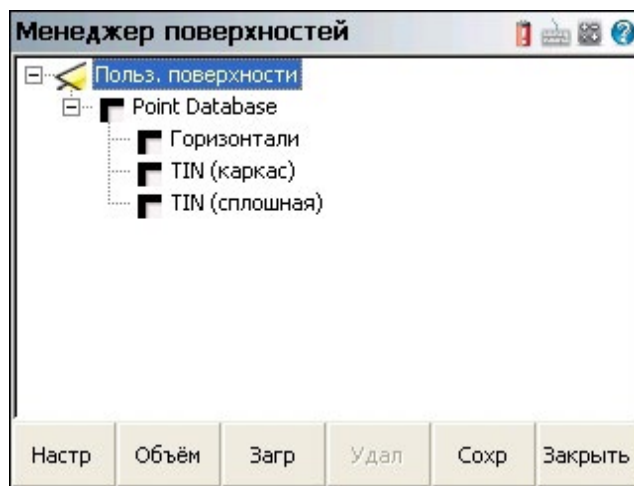 Менеджер поверхностей
Польз. поверхности
Point Database
Горизонтали
TIN (каркас)
TIN (сплошная)
Настр
Объём
Загр
Удал
Сохр
Закрыть